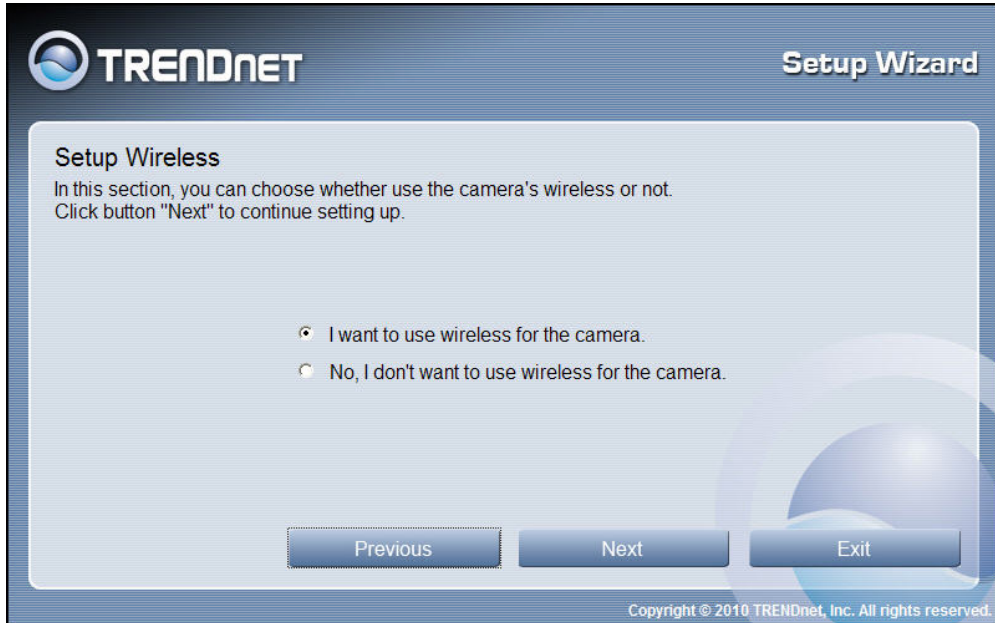 TRENDNET
Setup Wizard
Setup Wireless
In this section, you can choose whether use the camera's wireless or not.
Click button "Next" to continue setting up.
I want to use wireless for the camera.
No, I don't want to use wireless for the camera.
Previous
Next
Exit
Copyright © 2010 TRENDnet, Inc. All rights reserved.